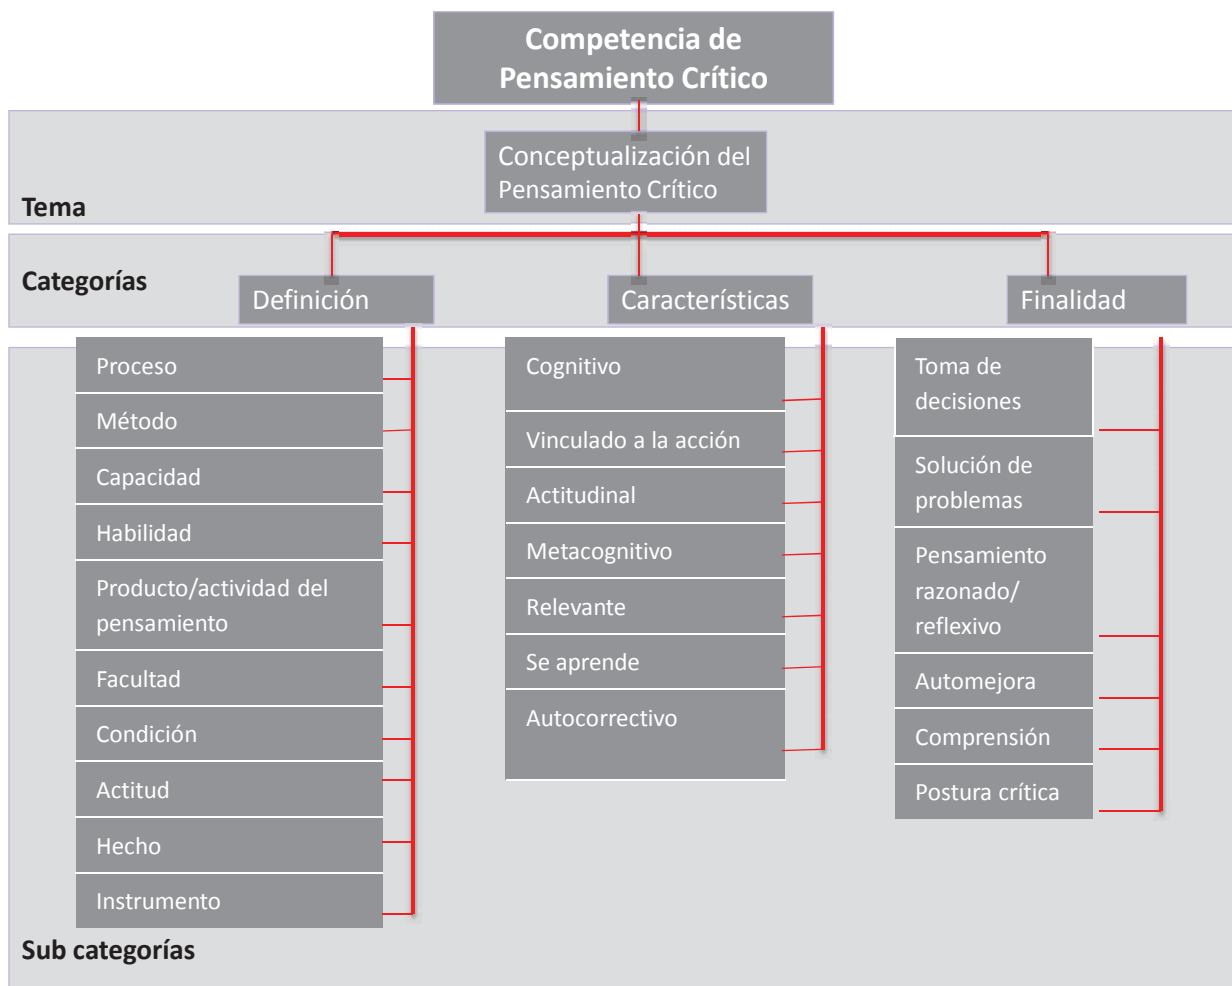 Competencia de
Pensamiento Crítico
Conceptualización del
Pensamiento Crítico
Tema
Categorías
Definición
Característísticas
Finalidad
Proceso
Método
Capacidad
Habilidad
Producto/actividad del
pensamiento
Facultad
Condición
Actitud
Hecho
Instrumento
Cognitivo
Vinculado a la acción
Actitudinal
Metacognitivo
Relevante
Se aprende
Autocorrectivo
Toma de
decisiones
Solución de
problemas
Pensamiento
razonado/
reflexivo
Automejora
Comprensión
Postura crítica
Sub categorías